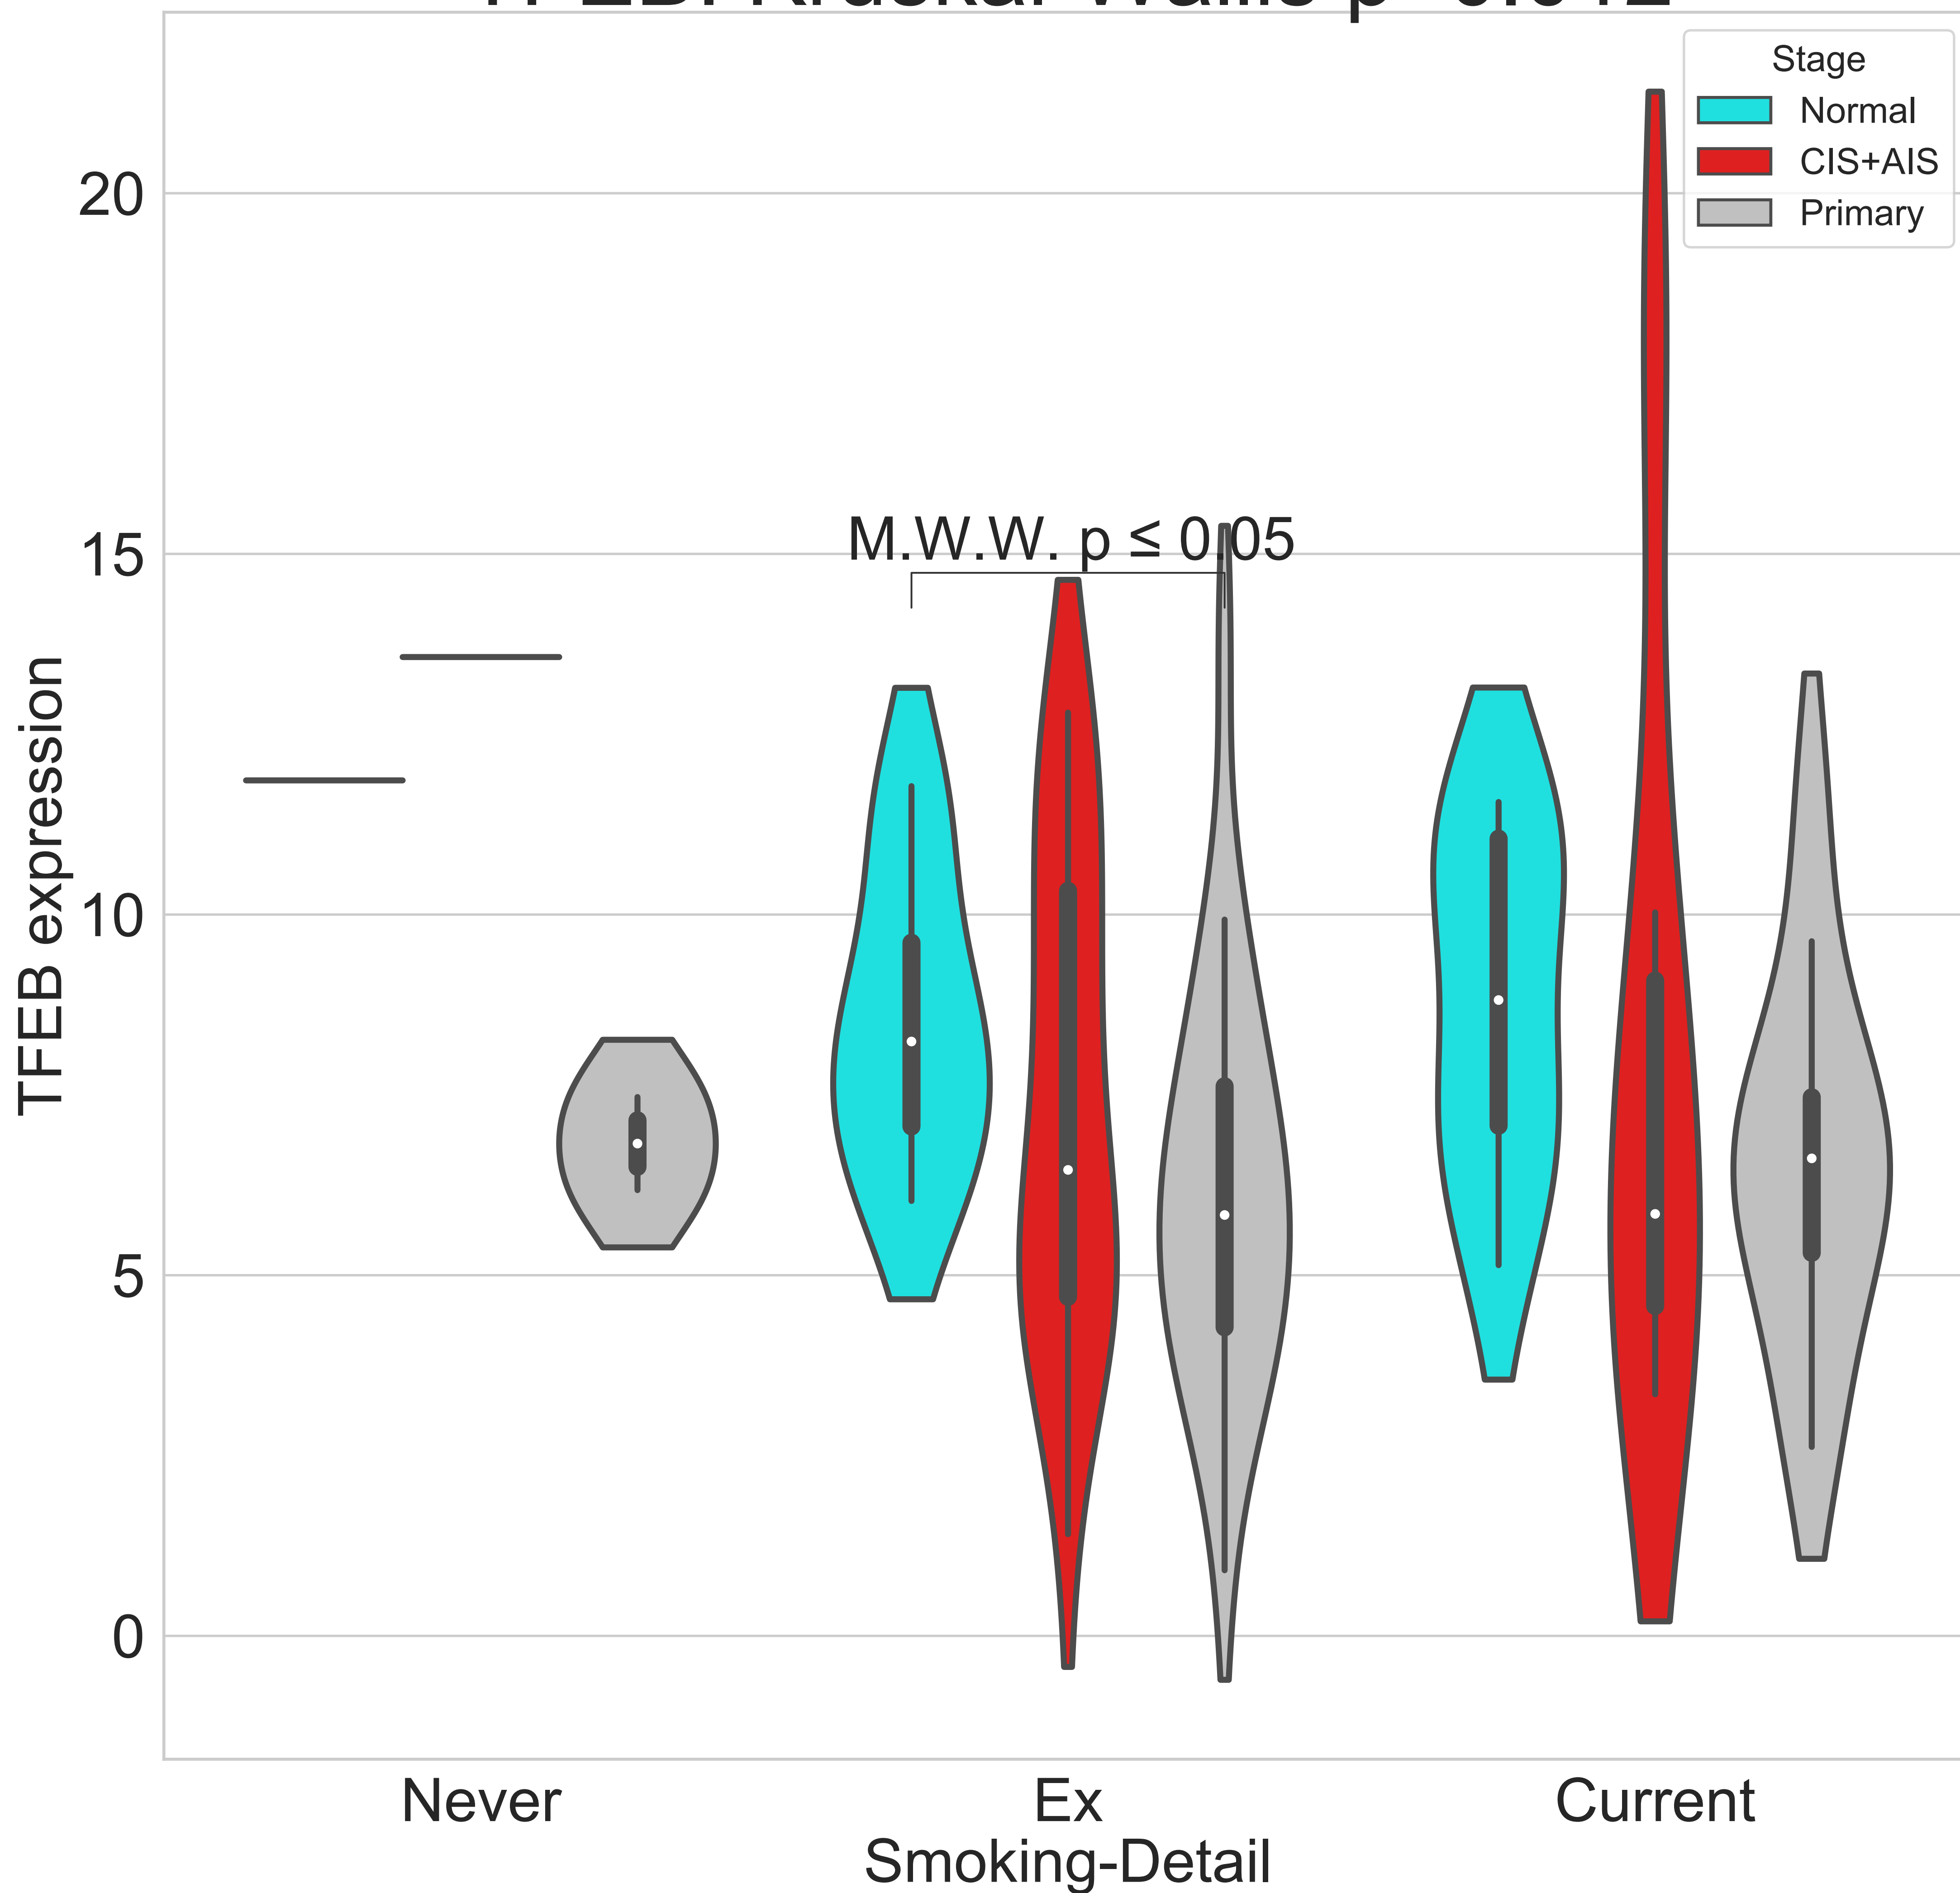 Stage
Normal
CIS+AIS
Primary
20
15
10
5
0
TFEB expression
M.W.W. p ≤ 0.05
Never
Ex
Current
Smoking-Detail